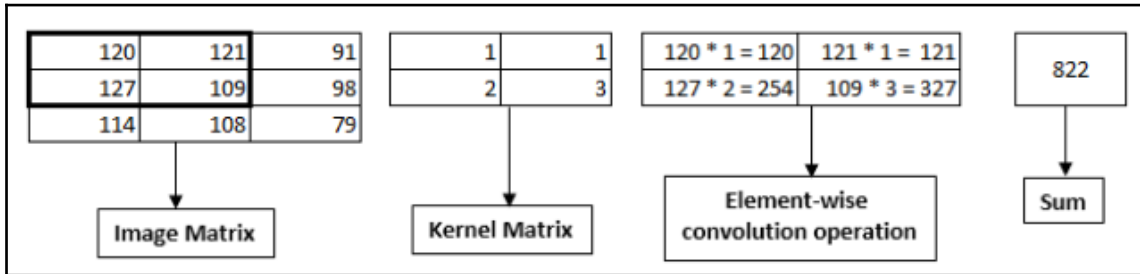 120 121 91
127 109 98
114 108 79
Image Matrix
1 1
2 3
Kernel Matrix
120 * 1 = 120 121 * 1 = 121
127 * 2 = 254 109 * 3 = 327
Element-wise
convolution operation
822
Sum